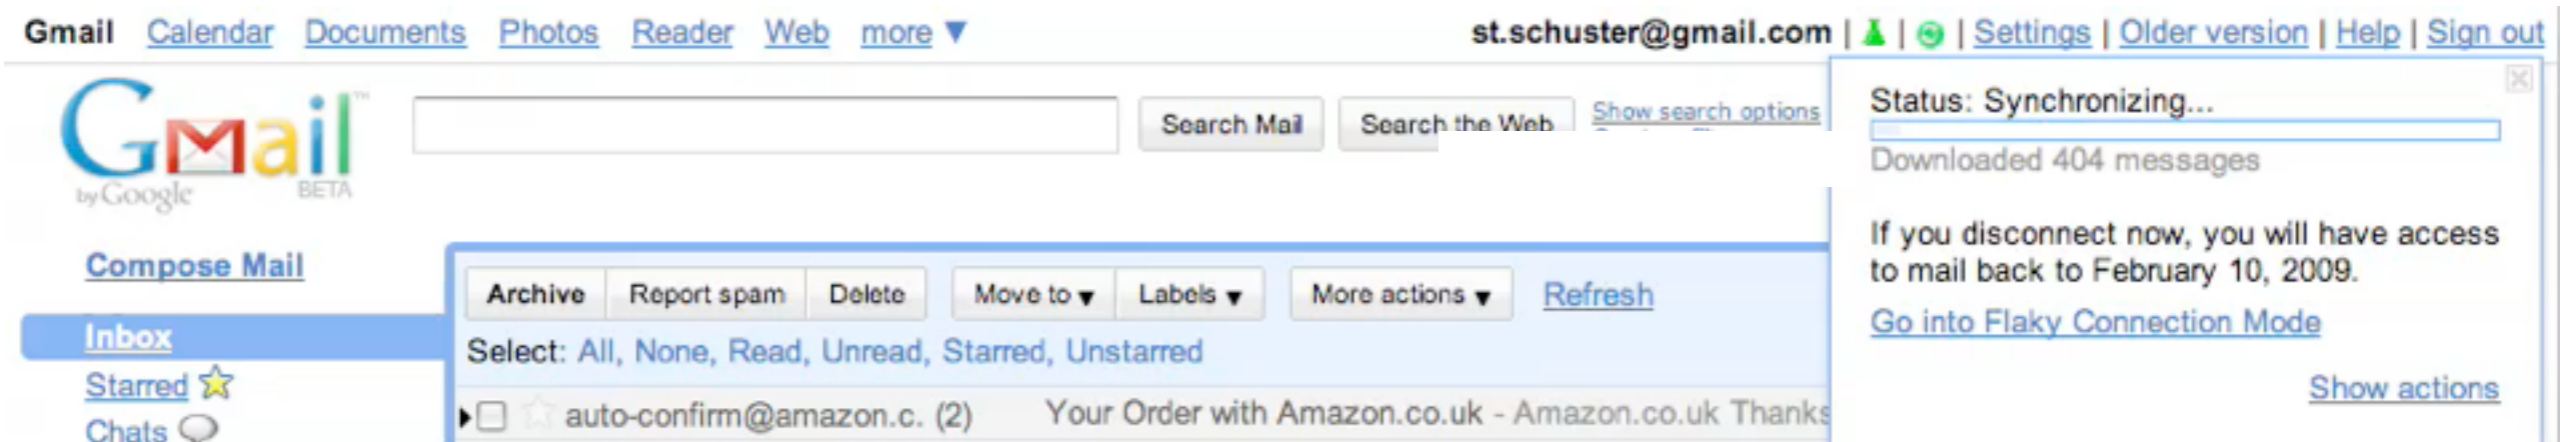 Gmail Calendar Documents Photos Reader Web more ▼ st.schuster@gmail.com | | | Settings | Older version | Help | Sign out
Gmail™
by Google BETA
Search Mail Search the Web Show search options
Status: Synchronizing...
Downloaded 404 messages
If you disconnect now, you will have access
to mail back to February 10, 2009.
Go into Flaky Connection Mode
Show actions
Compose Mail
Inbox
Starred
Chats
Archive Report spam Delete Move to ▼ Labels ▼ More actions ▼ Refresh
Select: All, None, Read, Unread, Starred, Unstarred
auto-confirm@amazon.c. (2) Your Order with Amazon.co.uk - Amazon.co.uk Thanks